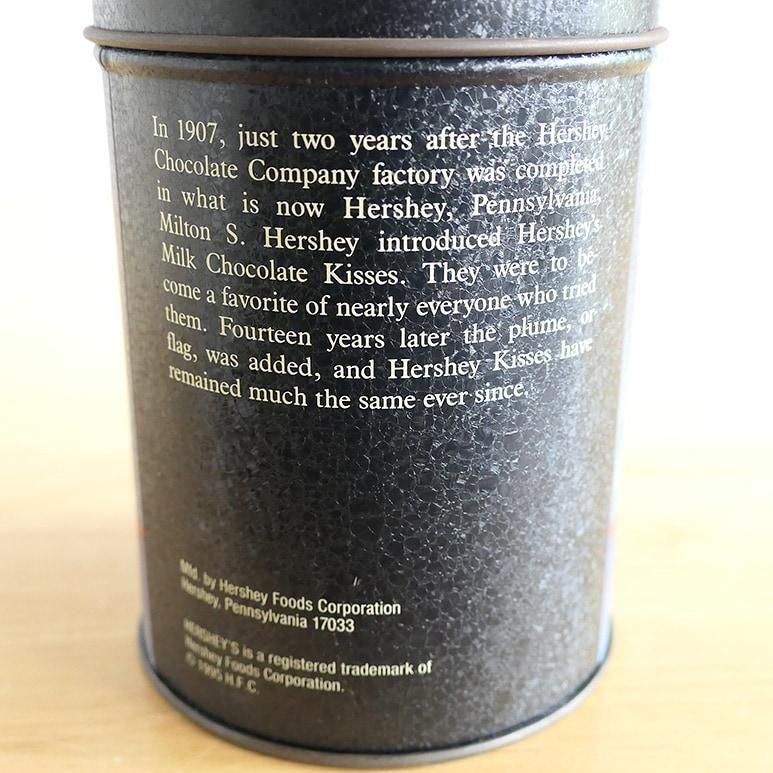 In 1907, just two years after the Hershey
Chocolate Company factory was completed
in what is now Hershey, Pennsylvania,
Milton S. Hershey introduced Hershey's
Milk Chocolate Kisses. They were to be-
come a favorite of nearly everyone who tried
them. Fourteen years later the plume, or
flag, was added, and Hershey Kisses have
remained much the same ever since.
Mfd. by Hershey Foods Corporation
Hershey, Pennsylvania 17033
HERSHEY'S is a registered trademark of
Hershey Foods Corporation.
© 1995 H.F.C.